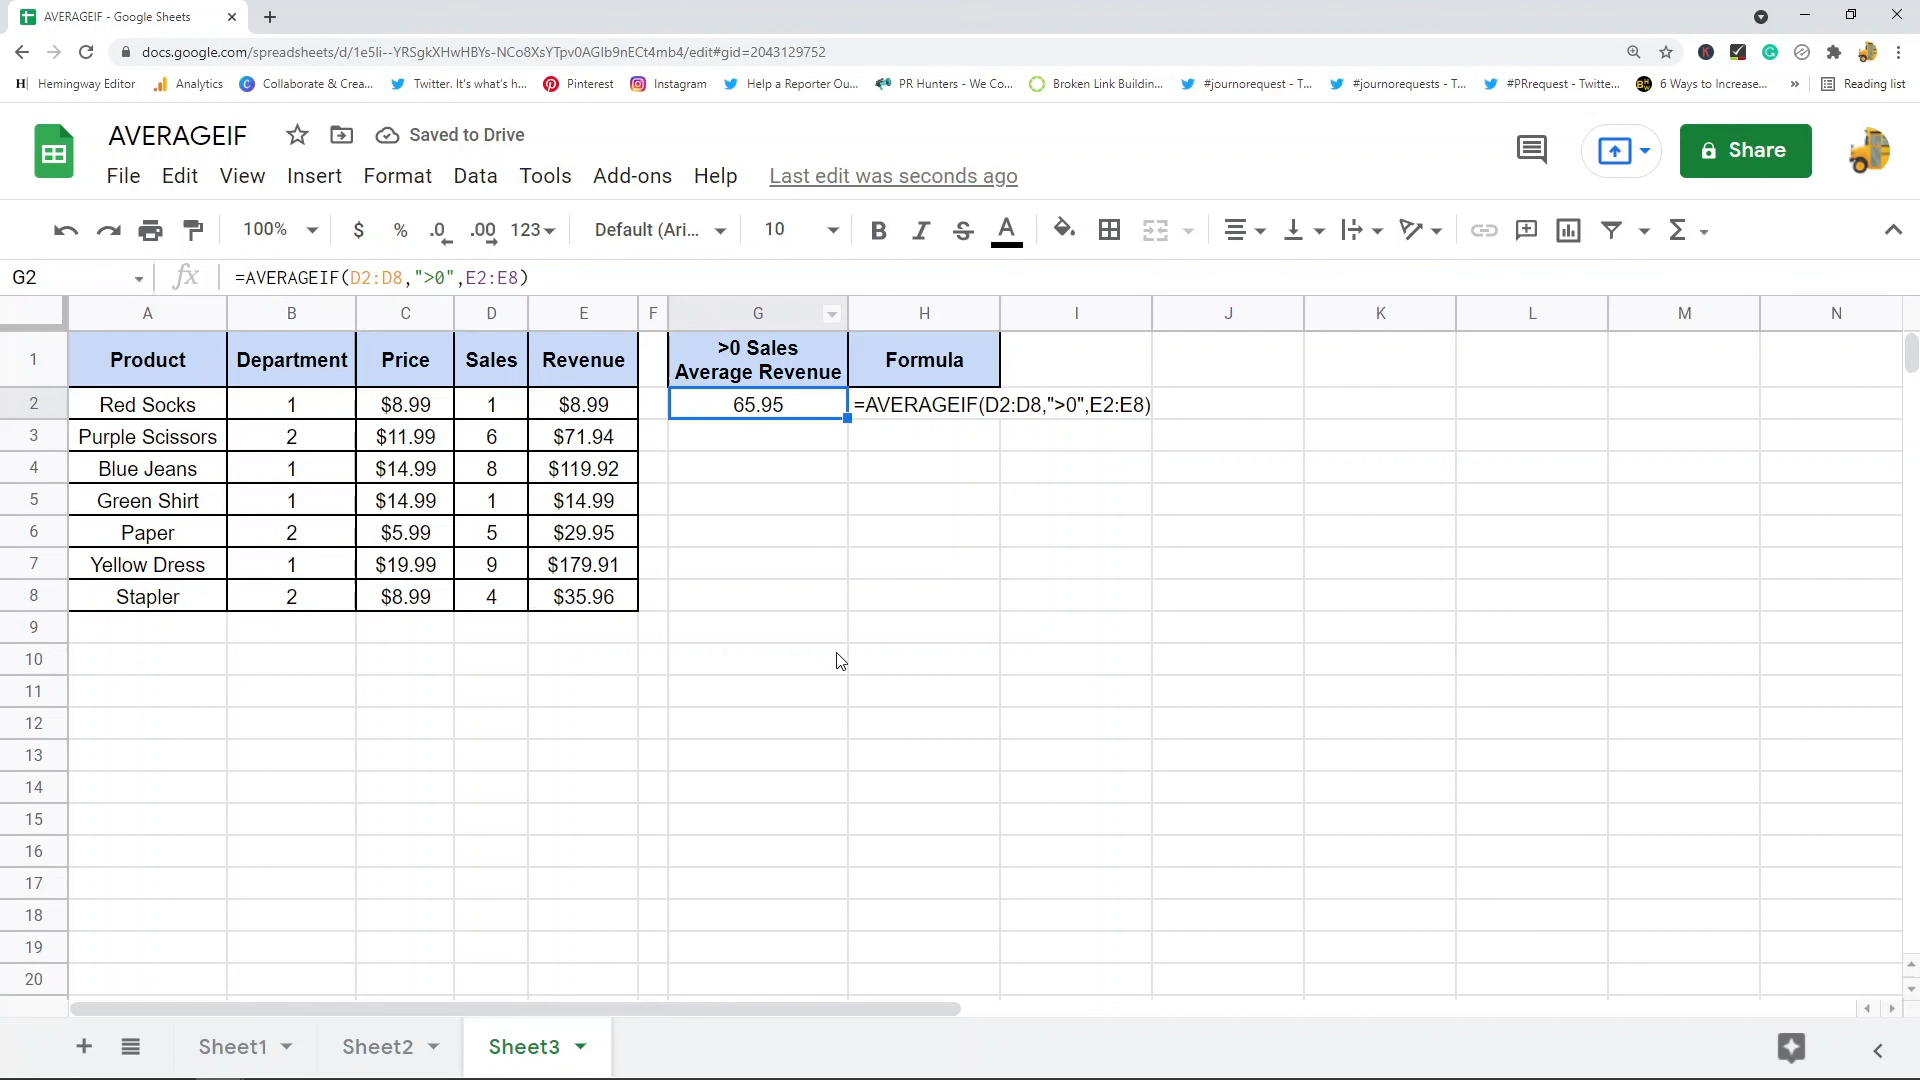 AVERAGEIF - Google Sheets
docs.google.com/spreadsheets/d/1e5li--YRSgkXHwHBYs-NCo8XsYTpv0AGlb9nECt4mb4/edit#gid=2043129752
Hemingway Editor Analytics Collaborate & Crea... Twitter. It's what's h... Pinterest Instagram Help a Reporter Ou... PR Hunters - We Co... Broken Link Buildin... #journorequest - T... #journorequests - T... #PRrequest - Twitte... 6 Ways to Increase... » Reading list
AVERAGEIF Saved to Drive
Share
File Edit View Insert Format Data Tools Add-ons Help Last edit was seconds ago
100% $ % .0 .00 123 Default (Ari... 10 B I S A Σ
G2 fx =AVERAGEIF(D2:D8,">0",E2:E8)
A B C D E F G H I J K L M N
1 Product Department Price Sales Revenue >0 Sales Formula
Average Revenue
2 Red Socks 1 $8.99 1 $8.99 65.95 =AVERAGEIF(D2:D8,">0",E2:E8)
3 Purple Scissors 2 $11.99 6 $71.94
4 Blue Jeans 1 $14.99 8 $119.92
5 Green Shirt 1 $14.99 1 $14.99
6 Paper 2 $5.99 5 $29.95
7 Yellow Dress 1 $19.99 9 $179.91
8 Stapler 2 $8.99 4 $35.96
9
10
11
12
13
14
15
16
17
18
19
20
Sheet1 Sheet2 Sheet3